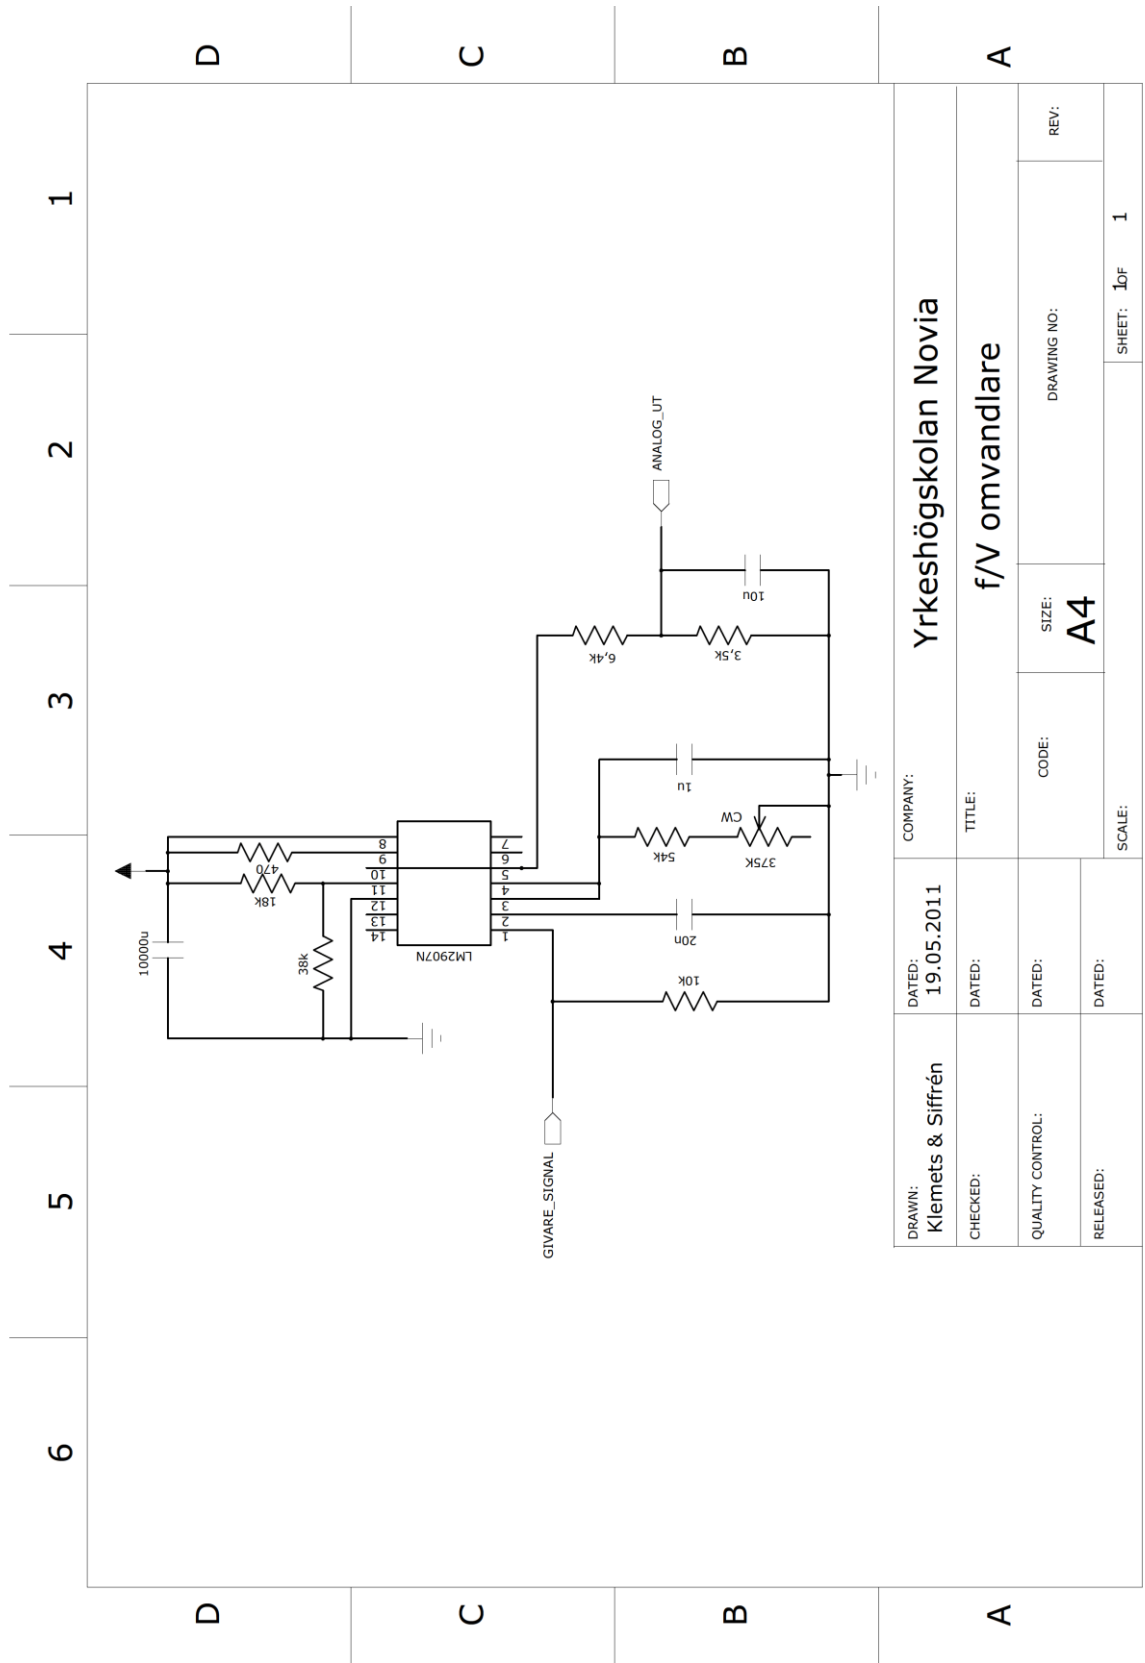 6
5
4
3
2
1
D
D
10000u
18k
470
38k
14
13
12
11
10
9
8
C
LM2907N
C
1
2
3
4
5
6
7
GIVARE_SIGNAL
6,4k
ANALOG_UT
10k
20n
54k
1u
375K
CW
3,5k
10u
B
B
A
A
DRAWN:
Klemets & Siffrén
DATED:
19.05.2011
COMPANY:
Yrkeshögskolan Novia
CHECKED:
DATED:
TITLE:
f/V omvandlare
QUALITY CONTROL:
DATED:
CODE:
SIZE:
A4
DRAWING NO:
REV:
RELEASED:
DATED:
SCALE:
SHEET: 1OF 1